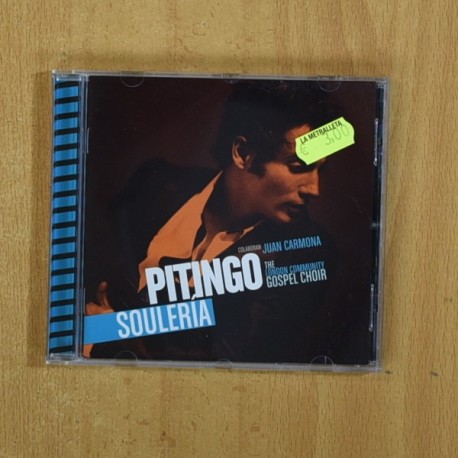 LA METRALLETA
€ 3,00
COLABORAN JUAN CARMONA
THE
LONDON COMMUNITY
GOSPEL CHOIR
PITINGO
SOULERÍA